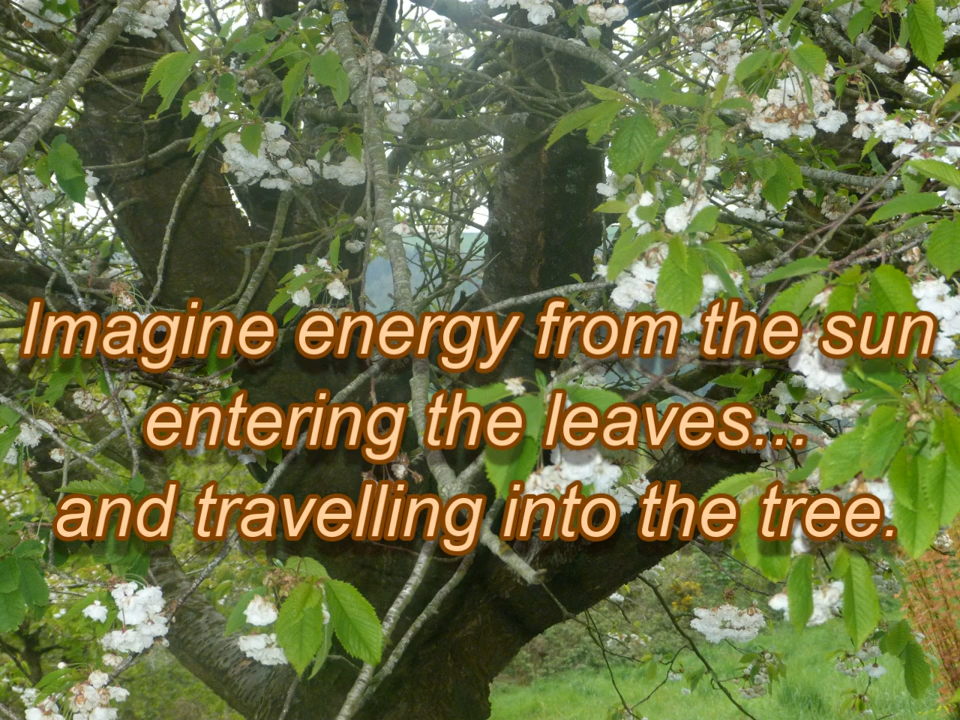 Imagine energy from the sun
entering the leaves...
and travelling into the tree.